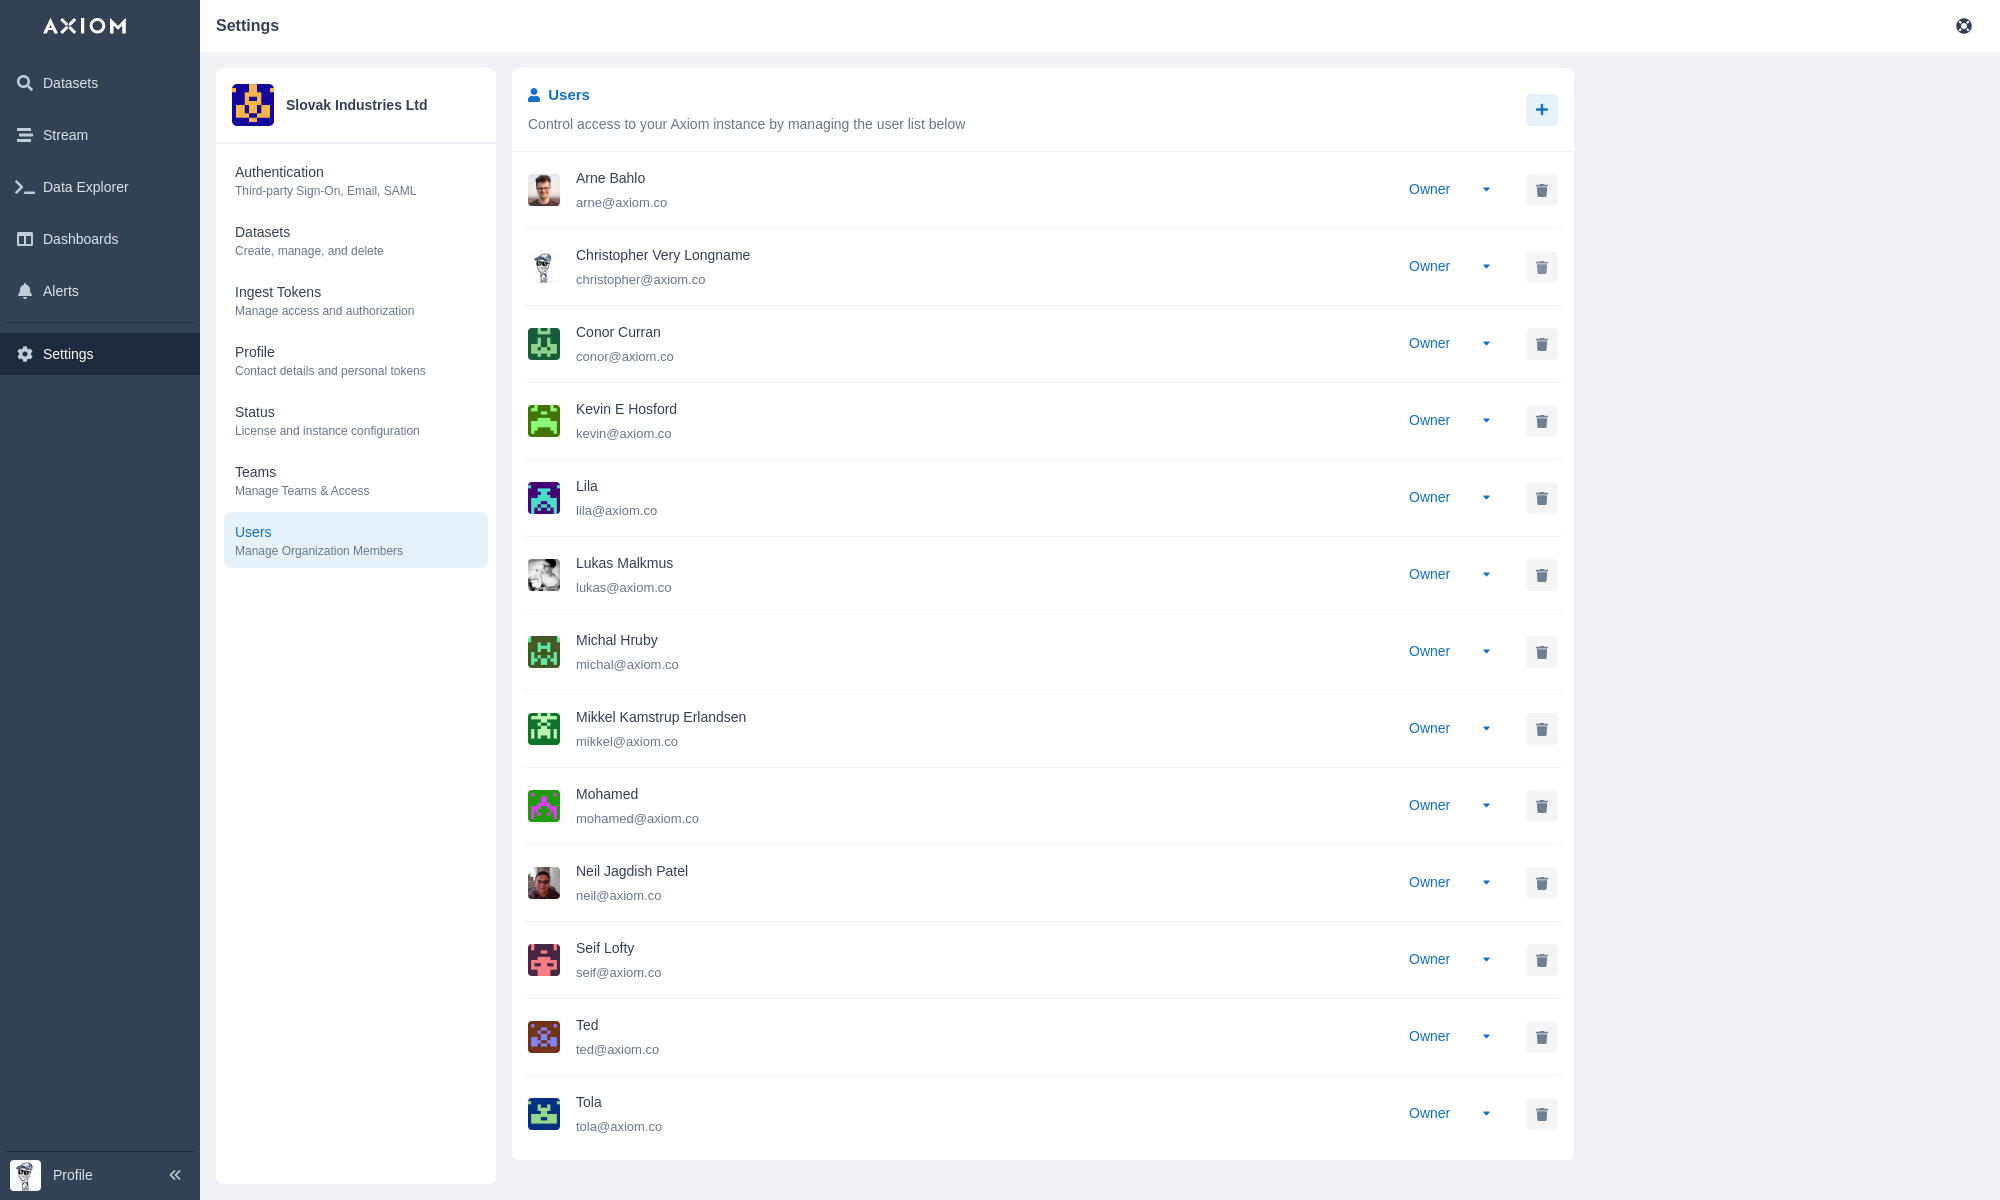 AXIOM
Datasets
Stream
Data Explorer
Dashboards
Alerts
Settings
Profile
Settings
Slovak Industries Ltd
Authentication
Third-party Sign-On, Email, SAML
Datasets
Create, manage, and delete
Ingest Tokens
Manage access and authorization
Profile
Contact details and personal tokens
Status
License and instance configuration
Teams
Manage Teams & Access
Users
Manage Organization Members
Users
Control access to your Axiom instance by managing the user list below
Arne Bahlo
arne@axiom.co
Owner
Christopher Very Longname
christopher@axiom.co
Owner
Conor Curran
conor@axiom.co
Owner
Kevin E Hosford
kevin@axiom.co
Owner
Lila
lila@axiom.co
Owner
Lukas Malkmus
lukas@axiom.co
Owner
Michal Hruby
michal@axiom.co
Owner
Mikkel Kamstrup Erlandsen
mikkel@axiom.co
Owner
Mohamed
mohamed@axiom.co
Owner
Neil Jagdish Patel
neil@axiom.co
Owner
Seif Lofty
seif@axiom.co
Owner
Ted
ted@axiom.co
Owner
Tola
tola@axiom.co
Owner